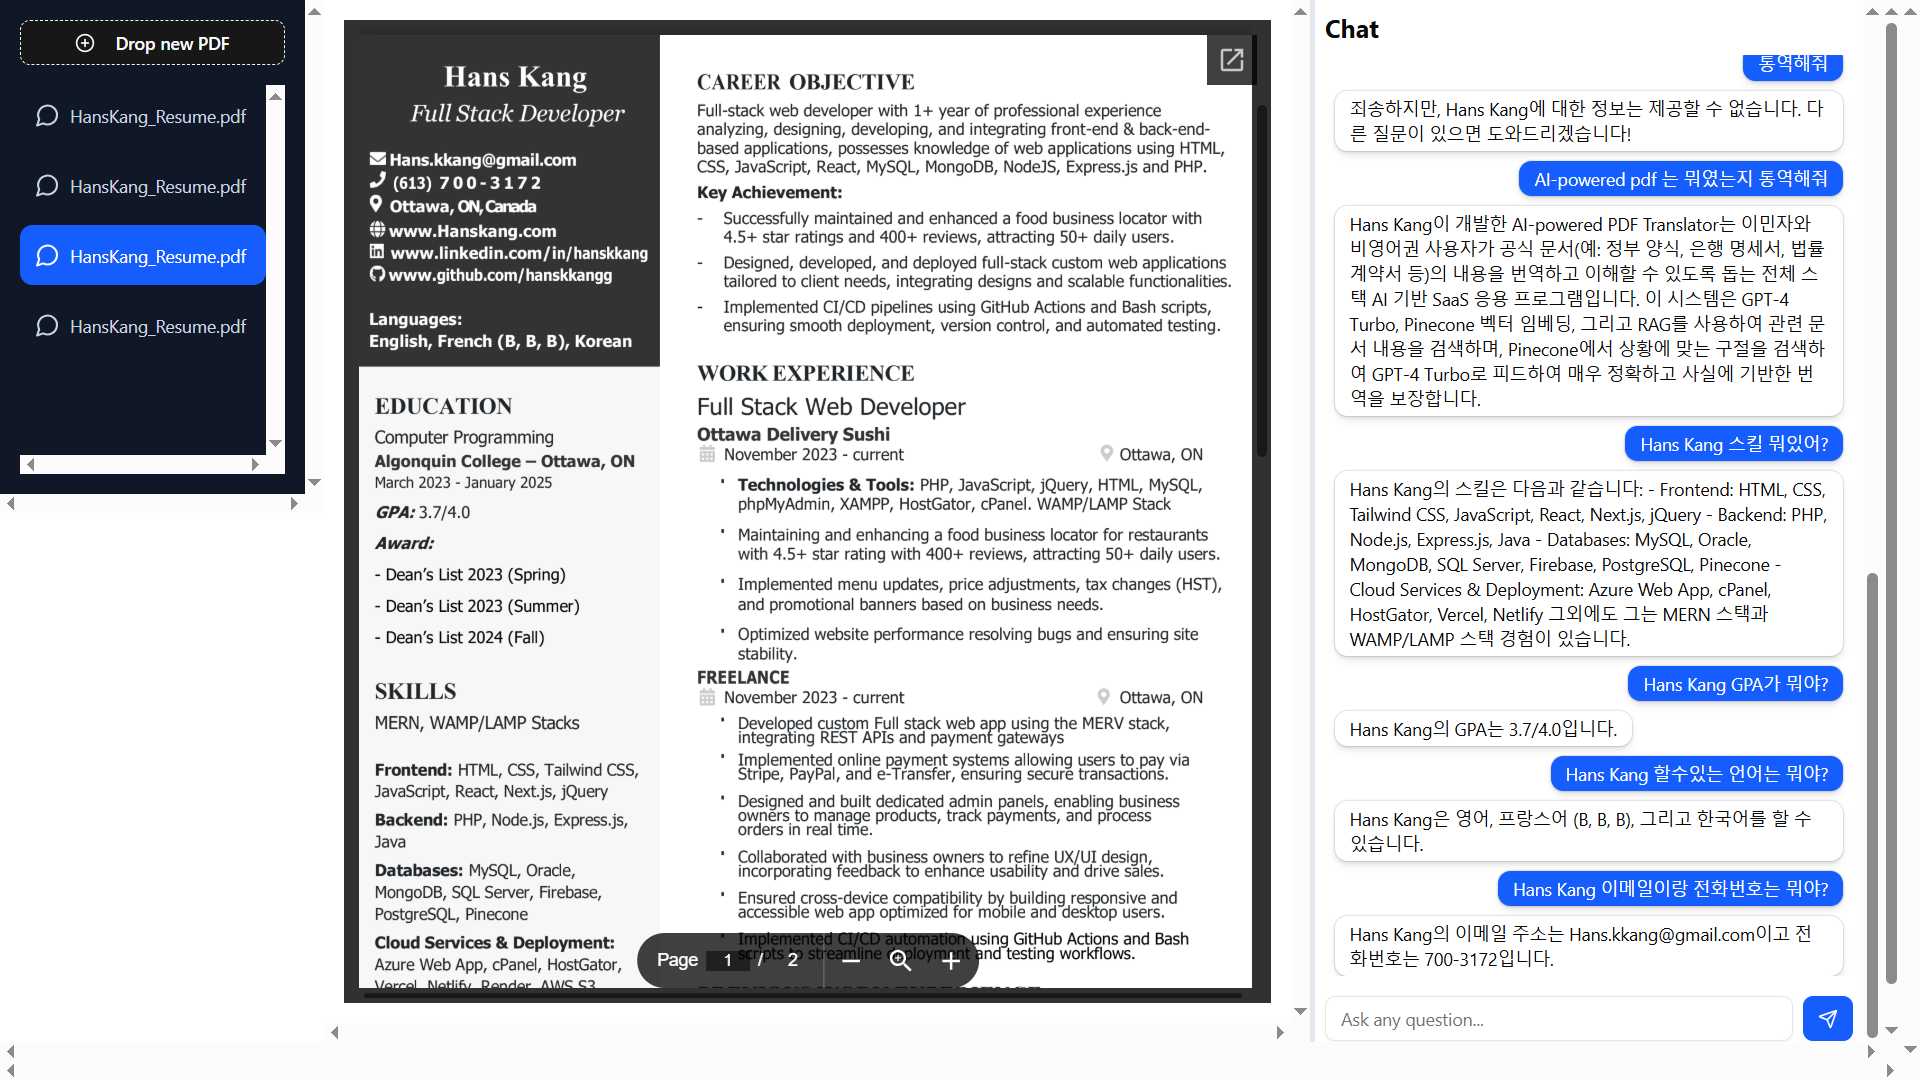 Drop new PDF
HansKang_Resume.pdf
HansKang_Resume.pdf
HansKang_Resume.pdf
HansKang_Resume.pdf
Hans Kang
Full Stack Developer
Hans.kkang@gmail.com
(613) 700-3172
Ottawa, ON, Canada
www.Hanskang.com
www.linkedin.com/in/hanskkang
www.github.com/hanskkangg
Languages:
English, French (B, B, B), Korean
EDUCATION
Computer Programming
Algonquin College – Ottawa, ON
March 2023 - January 2025
GPA: 3.7/4.0
Award:
- Dean's List 2023 (Spring)
- Dean's List 2023 (Summer)
- Dean's List 2024 (Fall)
SKILLS
MERN, WAMP/LAMP Stacks
Frontend: HTML, CSS, Tailwind CSS,
JavaScript, React, Next.js, jQuery
Backend: PHP, Node.js, Express.js,
Java
Databases: MySQL, Oracle,
MongoDB, SQL Server, Firebase,
PostgreSQL, Pinecone
Cloud Services & Deployment:
Azure Web App, cPanel, HostGator,
Vercel, Netlify, Render, AWS S3
CAREER OBJECTIVE
Full-stack web developer with 1+ year of professional experience
analyzing, designing, developing, and integrating front-end & back-end-
based applications, possesses knowledge of web applications using HTML,
CSS, JavaScript, React, MySQL, MongoDB, NodeJS, Express.js and PHP.
Key Achievement:
- Successfully maintained and enhanced a food business locator with
4.5+ star ratings and 400+ reviews, attracting 50+ daily users.
- Designed, developed, and deployed full-stack custom web applications
tailored to client needs, integrating designs and scalable functionalities.
- Implemented CI/CD pipelines using GitHub Actions and Bash scripts,
ensuring smooth deployment, version control, and automated testing.
WORK EXPERIENCE
Full Stack Web Developer
Ottawa Delivery Sushi
November 2023 - current Ottawa, ON
Technologies & Tools: PHP, JavaScript, jQuery, HTML, MySQL,
phpMyAdmin, XAMPP, HostGator, cPanel. WAMP/LAMP Stack
Maintaining and enhancing a food business locator for restaurants
with 4.5+ star rating with 400+ reviews, attracting 50+ daily users.
Implemented menu updates, price adjustments, tax changes (HST),
and promotional banners based on business needs.
Optimized website performance resolving bugs and ensuring site
stability.
FREELANCE
November 2023 - current Ottawa, ON
Developed custom Full stack web app using the MERV stack,
integrating REST APIs and payment gateways
Implemented online payment systems allowing users to pay via
Stripe, PayPal, and e-Transfer, ensuring secure transactions.
Designed and built dedicated admin panels, enabling business
owners to manage products, track payments, and process
orders in real time.
Collaborated with business owners to refine UX/UI design,
incorporating feedback to enhance usability and drive sales.
Ensured cross-device compatibility by building responsive and
accessible web app optimized for mobile and desktop users.
Implemented CI/CD automation using GitHub Actions and Bash
scripts to streamline deployment and testing workflows.
Page 1 / 2
Chat
통역해줘
죄송하지만, Hans Kang에 대한 정보는 제공할 수 없습니다. 다
른 질문이 있으면 도와드리겠습니다!
AI-powered pdf 는 뭐였는지 통역해줘
Hans Kang이 개발한 AI-powered PDF Translator는 이민자와
비영어권 사용자가 공식 문서(예: 정부 양식, 은행 명세서, 법률
계약서 등)의 내용을 번역하고 이해할 수 있도록 돕는 전체 스
택 AI 기반 SaaS 응용 프로그램입니다. 이 시스템은 GPT-4
Turbo, Pinecone 벡터 임베딩, 그리고 RAG를 사용하여 관련 문
서 내용을 검색하며, Pinecone에서 상황에 맞는 구절을 검색하
여 GPT-4 Turbo로 피드하여 매우 정확하고 사실에 기반한 번
역을 보장합니다.
Hans Kang 스킬 뭐있어?
Hans Kang의 스킬은 다음과 같습니다: - Frontend: HTML, CSS,
Tailwind CSS, JavaScript, React, Next.js, jQuery - Backend: PHP,
Node.js, Express.js, Java - Databases: MySQL, Oracle,
MongoDB, SQL Server, Firebase, PostgreSQL, Pinecone -
Cloud Services & Deployment: Azure Web App, cPanel,
HostGator, Vercel, Netlify 그외에도 그는 MERN 스택과
WAMP/LAMP 스택 경험이 있습니다.
Hans Kang GPA가 뭐야?
Hans Kang의 GPA는 3.7/4.0입니다.
Hans Kang 할수있는 언어는 뭐야?
Hans Kang은 영어, 프랑스어 (B, B, B), 그리고 한국어를 할 수
있습니다.
Hans Kang 이메일이랑 전화번호는 뭐야?
Hans Kang의 이메일 주소는 Hans.kkang@gmail.com이고 전
화번호는 700-3172입니다.
Ask any question...